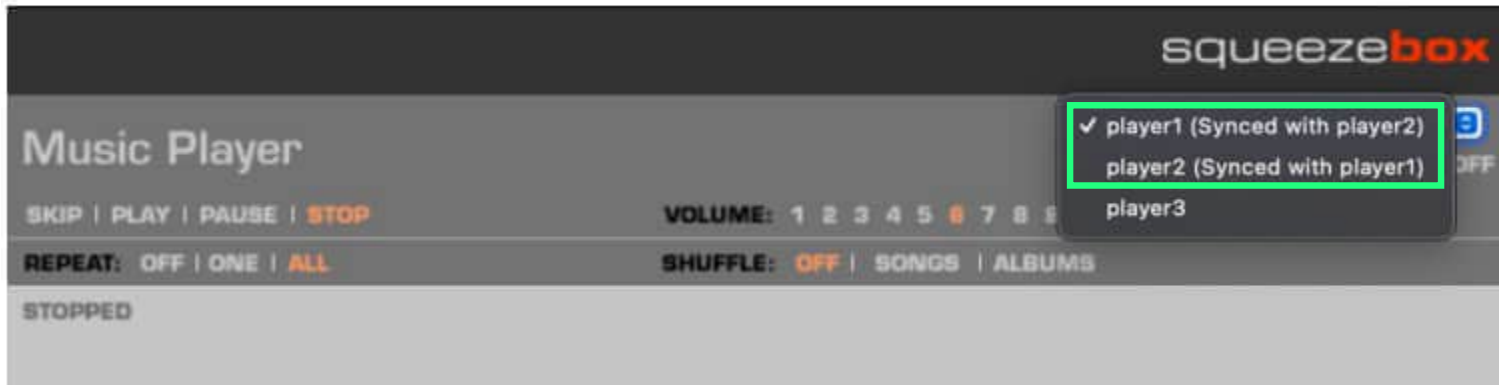 squeezebox
Music Player
✓ player1 (Synced with player2)
player2 (Synced with player1)
player3
OFF
SKIP | PLAY | PAUSE | STOP
VOLUME: 1 2 3 4 5 6 7 8
REPEAT: OFF | ONE | ALL
SHUFFLE: OFF | SONGS | ALBUMS
STOPPED